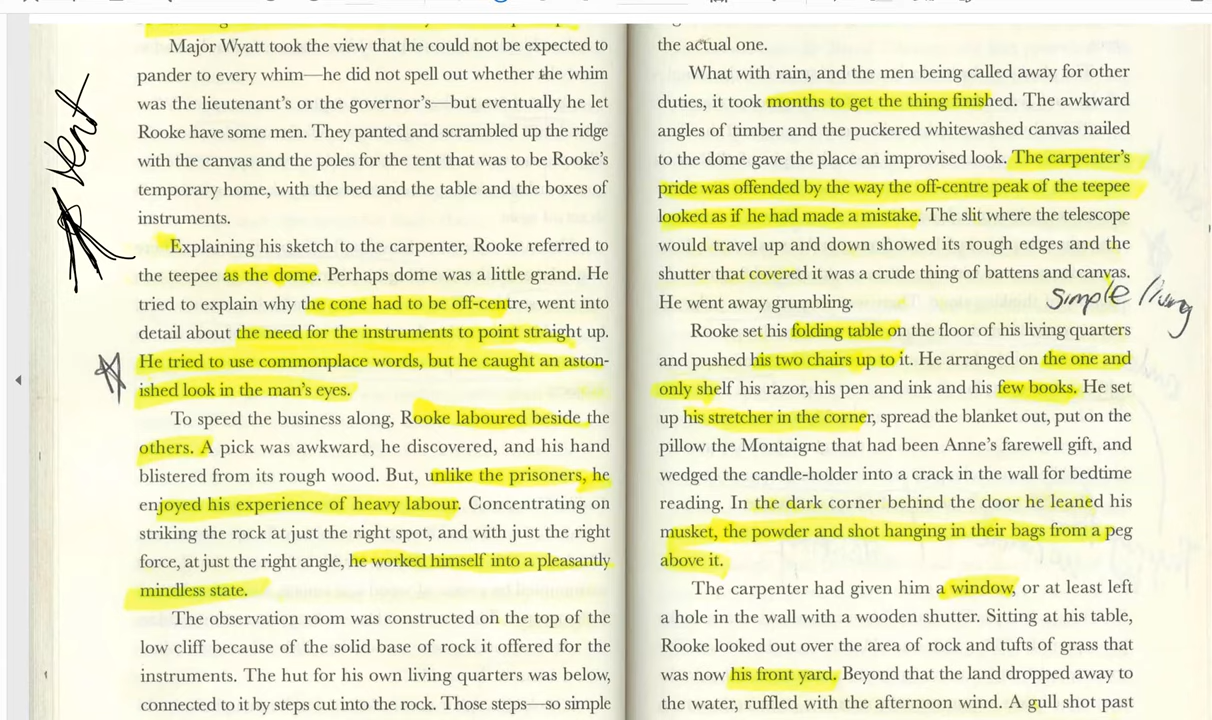 Major Wyatt took the view that he could not be expected to
pander to every whim—he did not spell out whether the whim
was the lieutenant's or the governor's—but eventually he let
Rooke have some men. They panted and scrambled up the ridge
with the canvas and the poles for the tent that was to be Rooke's
temporary home, with the bed and the table and the boxes of
instruments.
Explaining his sketch to the carpenter, Rooke referred to
the teepee as the dome. Perhaps dome was a little grand. He
tried to explain why the cone had to be off-centre, went into
detail about the need for the instruments to point straight up.
He tried to use commonplace words, but he caught an aston-
ished look in the man's eyes.
To speed the business along, Rooke laboured beside the
others. A pick was awkward, he discovered, and his hand
blistered from its rough wood. But, unlike the prisoners, he
enjoyed his experience of heavy labour. Concentrating on
striking the rock at just the right spot, and with just the right
force, at just the right angle, he worked himself into a pleasantly
mindless state.
The observation room was constructed on the top of the
low cliff because of the solid base of rock it offered for the
instruments. The hut for his own living quarters was below,
connected to it by steps cut into the rock. Those steps—so simple
the actual one.
What with rain, and the men being called away for other
duties, it took months to get the thing finished. The awkward
angles of timber and the puckered whitewashed canvas nailed
to the dome gave the place an improvised look. The carpenter's
pride was offended by the way the off-centre peak of the teepee
looked as if he had made a mistake. The slit where the telescope
would travel up and down showed its rough edges and the
shutter that covered it was a crude thing of battens and canvas.
He went away grumbling.
simple living
Rooke set his folding table on the floor of his living quarters
and pushed his two chairs up to it. He arranged on the one and
only shelf his razor, his pen and ink and his few books. He set
up his stretcher in the corner, spread the blanket out, put on the
pillow the Montaigne that had been Anne's farewell gift, and
wedged the candle-holder into a crack in the wall for bedtime
reading. In the dark corner behind the door he leaned his
musket, the powder and shot hanging in their bags from a peg
above it.
The carpenter had given him a window, or at least left
a hole in the wall with a wooden shutter. Sitting at his table,
Rooke looked out over the area of rock and tufts of grass that
was now his front yard. Beyond that the land dropped away to
the water, ruffled with the afternoon wind. A gull shot past